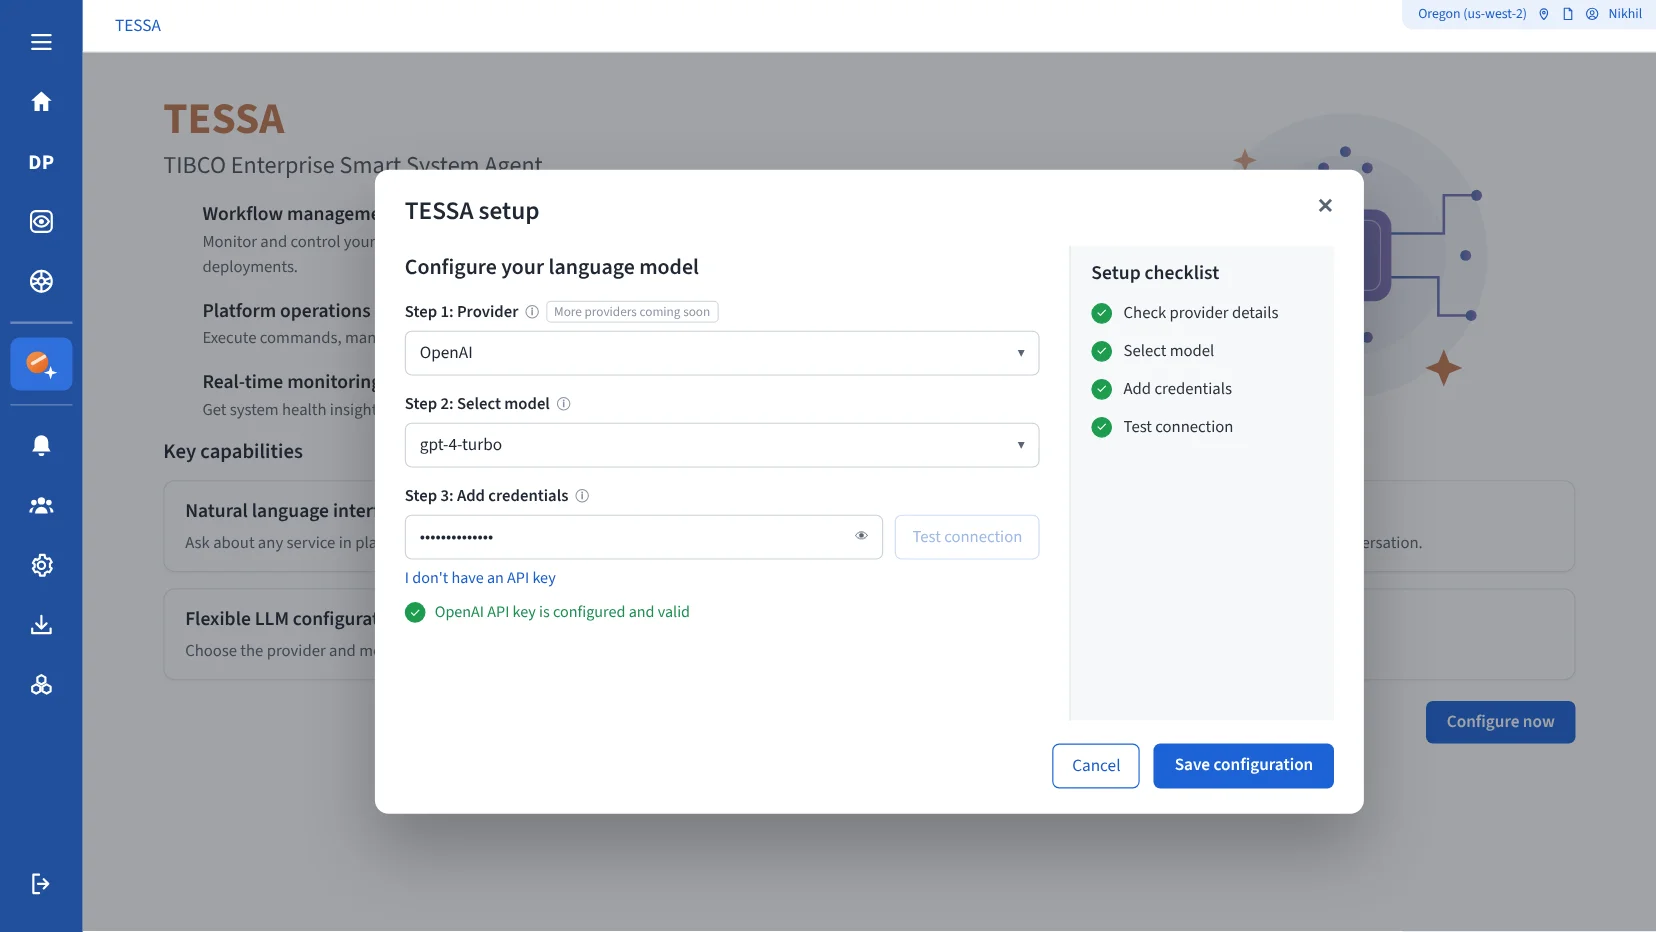 TESSA
Oregon (us-west-2) Nikhil
DP
TESSA
TIBCO Enterprise Smart System Agent
Workflow manageme
Monitor and control your
deployments.
Platform operations
Execute commands, man
Real-time monitoring
Get system health insight
Key capabilities
Natural language inter
Ask about any service in pla
ersation.
Flexible LLM configurat
Choose the provider and mo
Configure now
TESSA setup
Configure your language model
Step 1: Provider
More providers coming soon
OpenAI
Step 2: Select model
gpt-4-turbo
Step 3: Add credentials
••••••••••••••
Test connection
I don't have an API key
OpenAI API key is configured and valid
Setup checklist
Check provider details
Select model
Add credentials
Test connection
Cancel
Save configuration